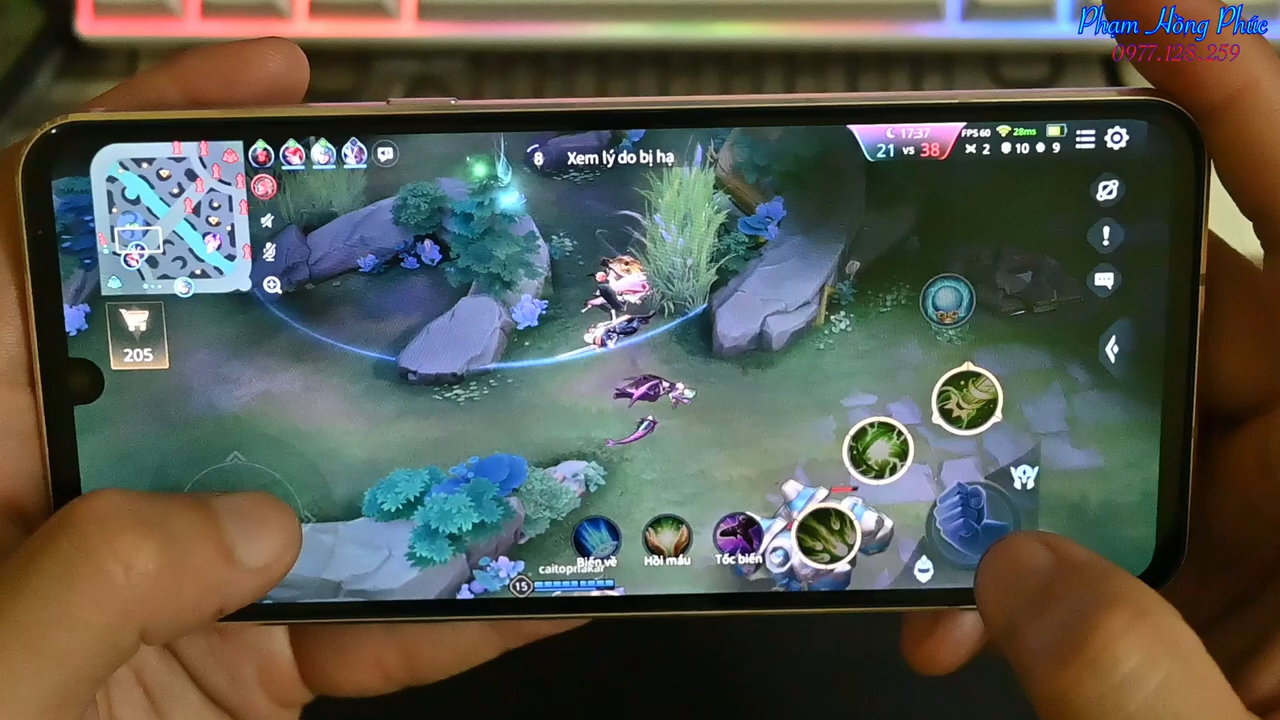 Phạm Hồng Phúc
0977.128.259
8 Xem lý do bị hạ
17:37
21 vs 38
FPS 60 28ms
2 10 9
205
Biến về
Hồi máu
Tốc biến
15